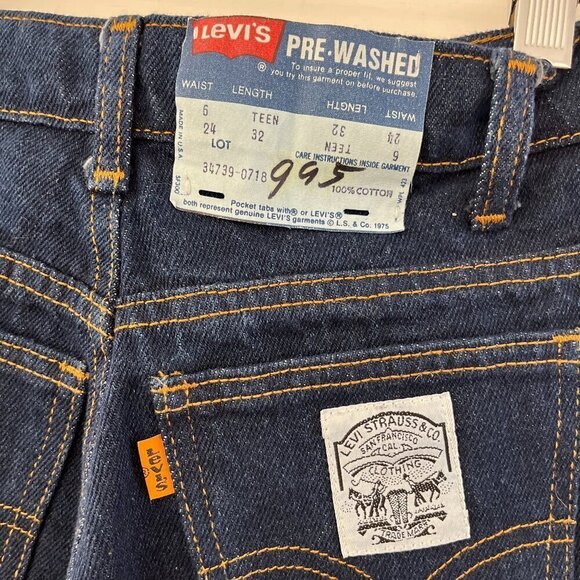 LEVI'S
®
PRE-WASHED
To insure a proper fit, we suggest
you try this garment on before purchase.
WAIST LENGTH
6 TEEN
24 32
LOT
34739-0718
995
WAIST LENGTH
24 32
6 TEEN
CARE INSTRUCTIONS INSIDE GARMENT
100% COTTON
MADE IN U.S.A.
WPL 423
Pocket tabs with® or LEVI'S®
both represent genuine LEVI'S garments © L.S. & Co. 1975
LEVI'S
LEVI STRAUSS & CO.
SAN FRANCISCO
CAL.
CLOTHING
TRADE MARK